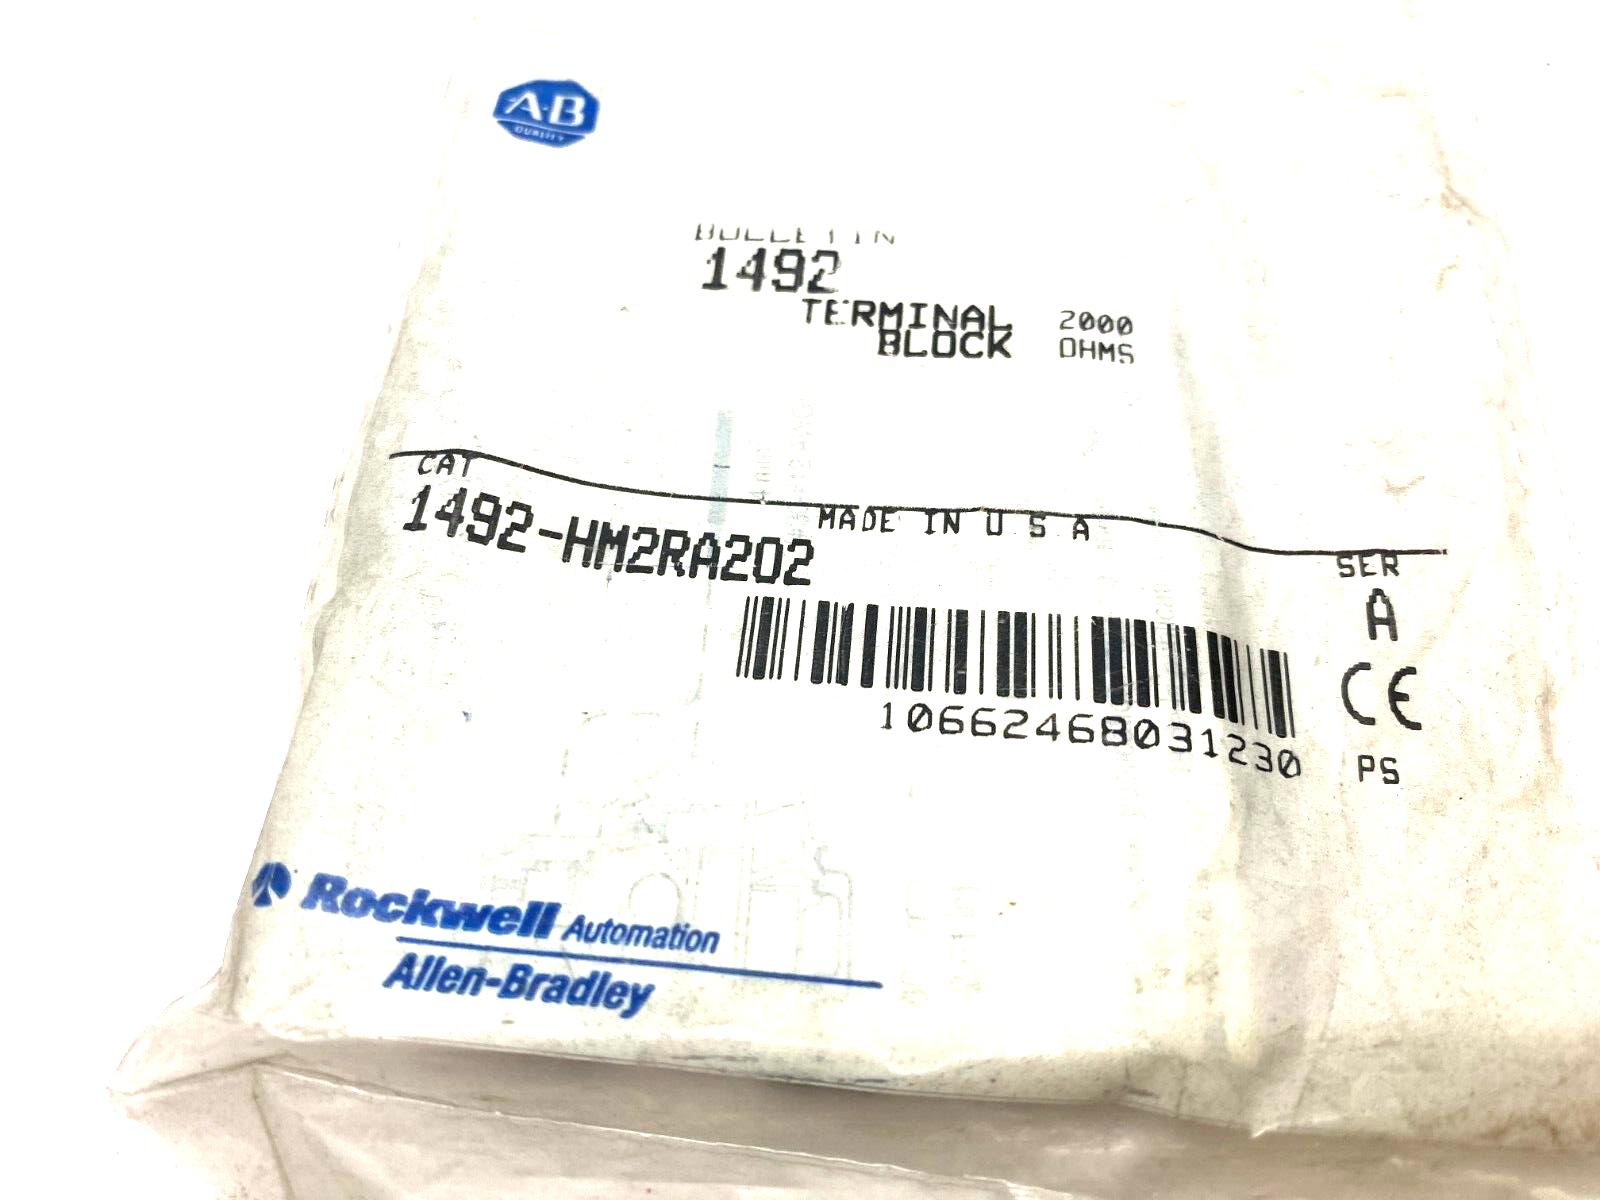 A-B
QUALITY
BULLETIN
1492
TERMINAL 2000
BLOCK OHMS
CAT
MADE IN U S A
SER
1492-HM2RA202
A
CE
10662468031230
PS
Rockwell Automation
Allen-Bradley